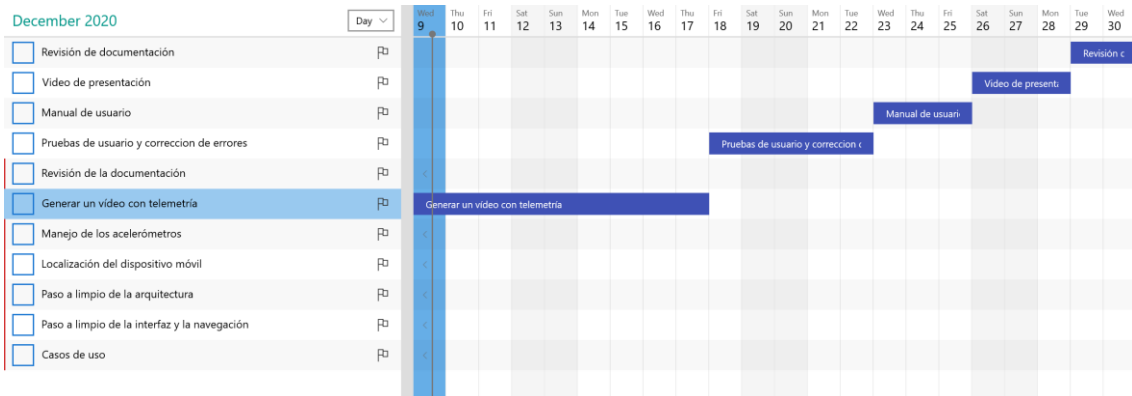 December 2020
Day
Wed Thu Fri Sat Sun Mon Tue Wed Thu Fri Sat Sun Mon Tue Wed Thu Fri Sat Sun Mon Tue Wed
9 10 11 12 13 14 15 16 17 18 19 20 21 22 23 24 25 26 27 28 29 30
Revisión de documentación
Revisión c
Video de presentación
Video de presenta
Manual de usuario
Manual de usuari
Pruebas de usuario y correccion de errores
Pruebas de usuario y correccion c
Revisión de la documentación
Generar un vídeo con telemetría
Generar un vídeo con telemetría
Manejo de los acelerómetros
Localización del dispositivo móvil
Paso a limpio de la arquitectura
Paso a limpio de la interfaz y la navegación
Casos de uso